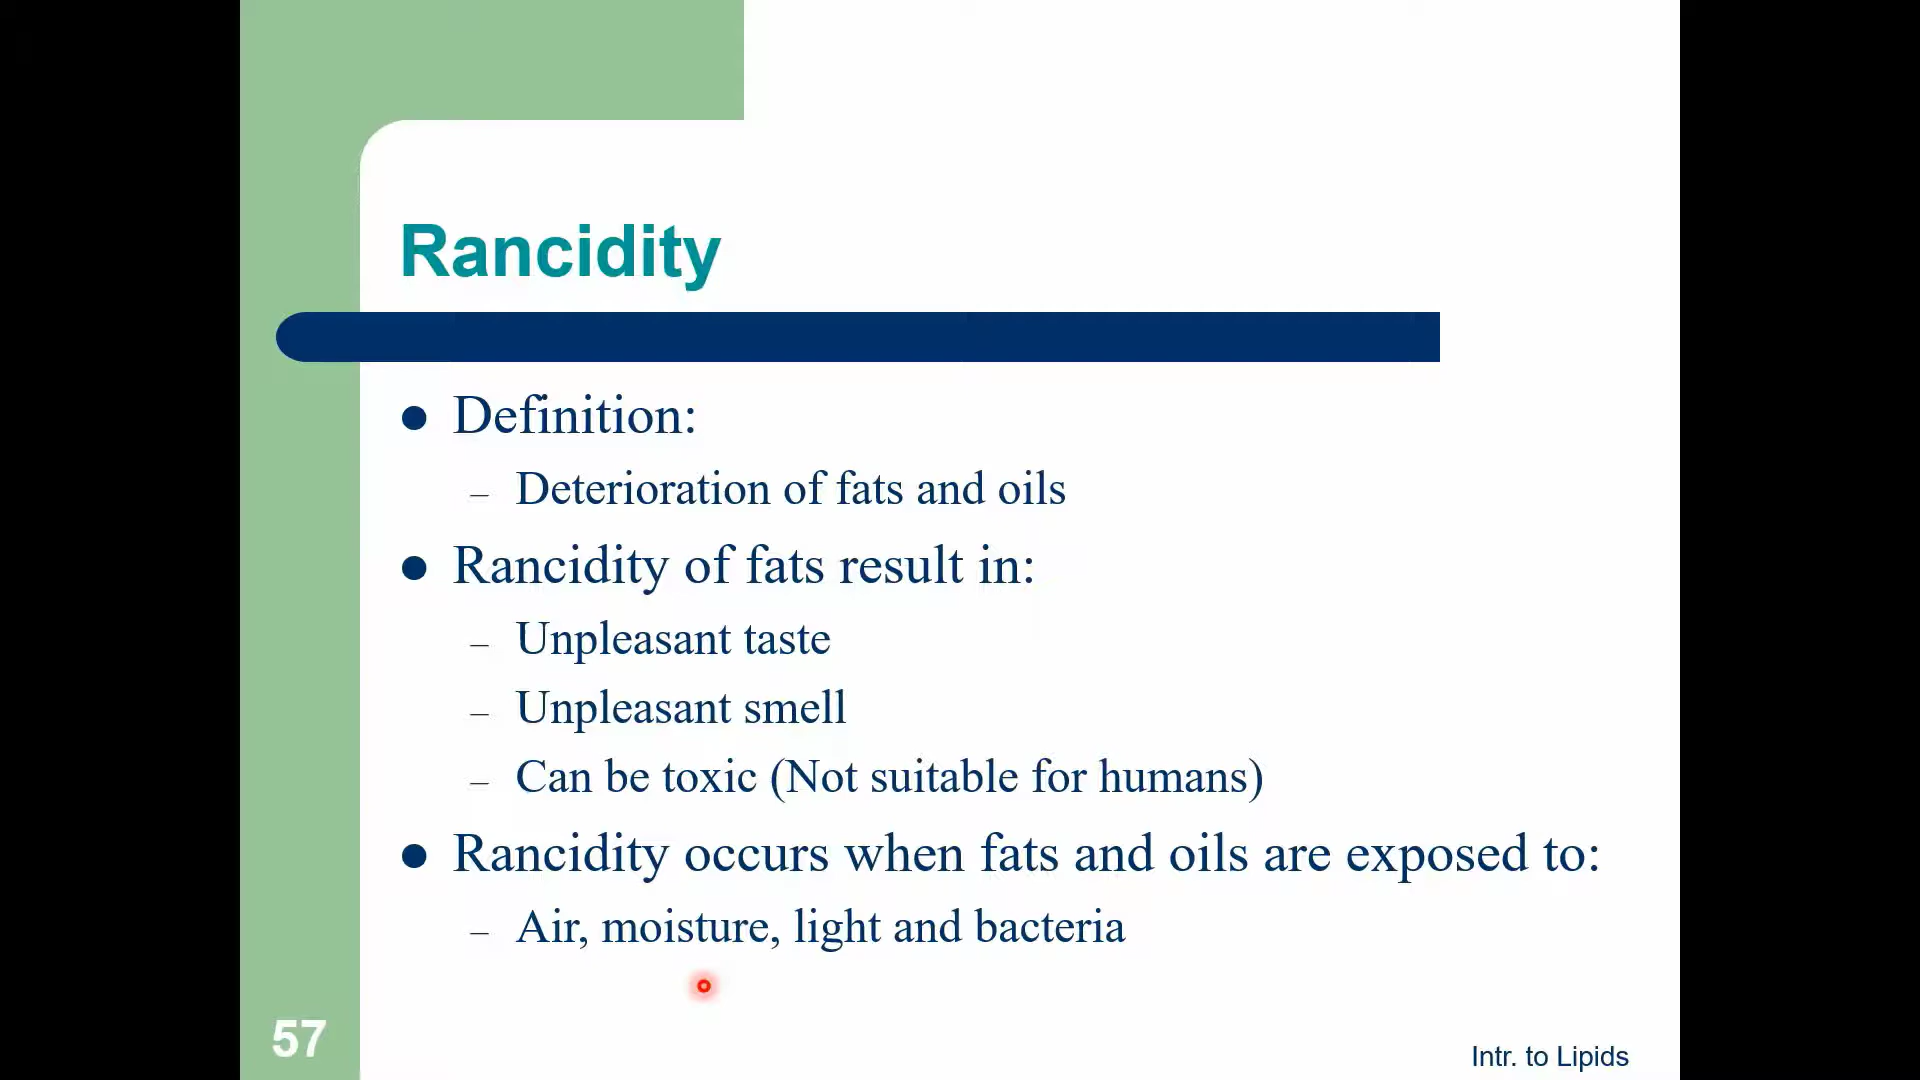 Rancidity
● Definition:
– Deterioration of fats and oils
● Rancidity of fats result in:
– Unpleasant taste
– Unpleasant smell
– Can be toxic (Not suitable for humans)
● Rancidity occurs when fats and oils are exposed to:
– Air, moisture, light and bacteria
57
Intr. to Lipids